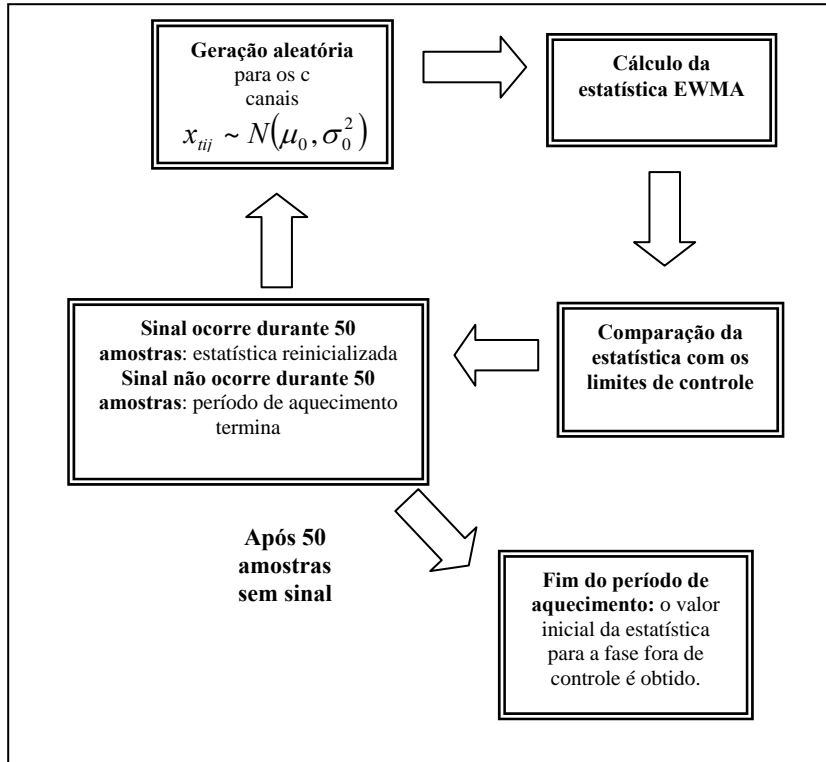 Geração aleatória
para os c
canais
x_{tij} ~ N(μ_0, σ_0^2)
Cálculo da
estatística EWMA
Comparação da
estatística com os
limites de controle
Sinal ocorre durante 50
amostras: estatística reinicializada
Sinal não ocorre durante 50
amostras: período de aquecimento
termina
Após 50
amostras
sem sinal
Fim do período de
aquecimento: o valor
inicial da estatística
para a fase fora de
controle é obtido.